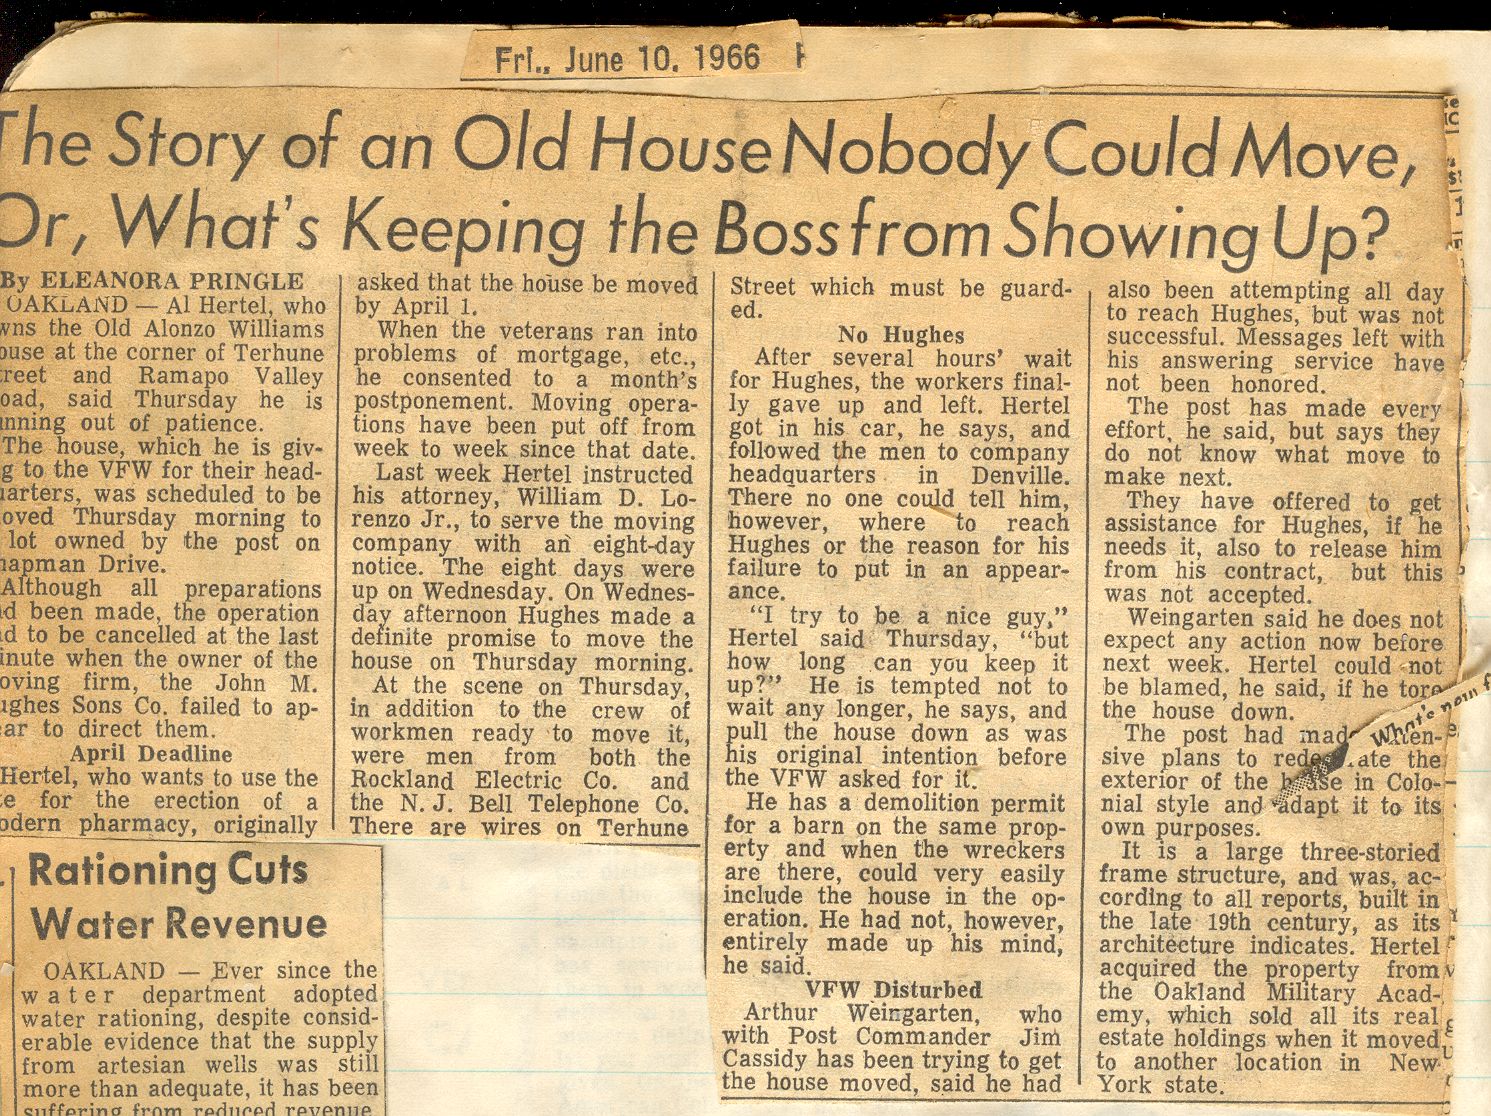 Fri., June 10, 1966
The Story of an Old House Nobody Could Move,
Or, What's Keeping the Boss from Showing Up?
By ELEANORA PRINGLE
OAKLAND — Al Hertel, who
wns the Old Alonzo Williams
ouse at the corner of Terhune
treet and Ramapo Valley
oad, said Thursday he is
nning out of patience.
The house, which he is giv-
g to the VFW for their head-
uarters, was scheduled to be
oved Thursday morning to
lot owned by the post on
hapman Drive.
Although all preparations
ad been made, the operation
ad to be cancelled at the last
inute when the owner of the
oving firm, the John M.
ughes Sons Co. failed to ap-
ear to direct them.
April Deadline
Hertel, who wants to use the
te for the erection of a
odern pharmacy, originally
asked that the house be moved
by April 1.
When the veterans ran into
problems of mortgage, etc.,
he consented to a month's
postponement. Moving opera-
tions have been put off from
week to week since that date.
Last week Hertel instructed
his attorney, William D. Lo-
renzo Jr., to serve the moving
company with an eight-day
notice. The eight days were
up on Wednesday. On Wednes-
day afternoon Hughes made a
definite promise to move the
house on Thursday morning.
At the scene on Thursday,
in addition to the crew of
workmen ready to move it,
were men from both the
Rockland Electric Co. and
the N. J. Bell Telephone Co.
There are wires on Terhune
Street which must be guard-
ed.
No Hughes
After several hours' wait
for Hughes, the workers final-
ly gave up and left. Hertel
got in his car, he says, and
followed the men to company
headquarters in Denville.
There no one could tell him,
however, where to reach
Hughes or the reason for his
failure to put in an appear-
ance.
"I try to be a nice guy,"
Hertel said Thursday, "but
how long can you keep it
up?" He is tempted not to
wait any longer, he says, and
pull the house down as was
his original intention before
the VFW asked for it.
He has a demolition permit
for a barn on the same prop-
erty and when the wreckers
are there, could very easily
include the house in the op-
eration. He had not, however,
entirely made up his mind,
he said.
VFW Disturbed
Arthur Weingarten, who
with Post Commander Jim
Cassidy has been trying to get
the house moved, said he had
also been attempting all day
to reach Hughes, but was not
successful. Messages left with
his answering service have
not been honored.
The post has made every
effort, he said, but says they
do not know what move to
make next.
They have offered to get
assistance for Hughes, if he
needs it, also to release him
from his contract, but this
was not accepted.
Weingarten said he does not
expect any action now before
next week. Hertel could not
be blamed, he said, if he tore
the house down.
The post had made exten-
sive plans to redecorate the
exterior of the house in Colo-
nial style and adapt it to its
own purposes.
It is a large three-storied
frame structure, and was, ac-
cording to all reports, built in
the late 19th century, as its
architecture indicates. Hertel
acquired the property from
the Oakland Military Acad-
emy, which sold all its real
estate holdings when it moved
to another location in New
York state.
What's new f
Rationing Cuts
Water Revenue
OAKLAND — Ever since the
water department adopted
water rationing, despite consid-
erable evidence that the supply
from artesian wells was still
more than adequate, it has been
suffering from reduced revenue